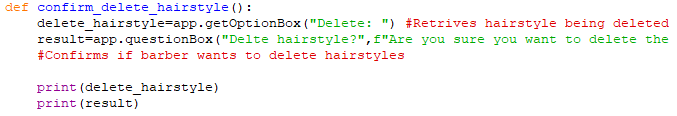 def confirm_delete_hairstyle():
    delete_hairstyle=app.getOptionBox("Delete: ") #Retrives hairstyle being deleted
    result=app.questionBox("Delte hairstyle?",f"Are you sure you want to delete the
    #Confirms if barber wants to delete hairstyles
    print(delete_hairstyle)
    print(result)